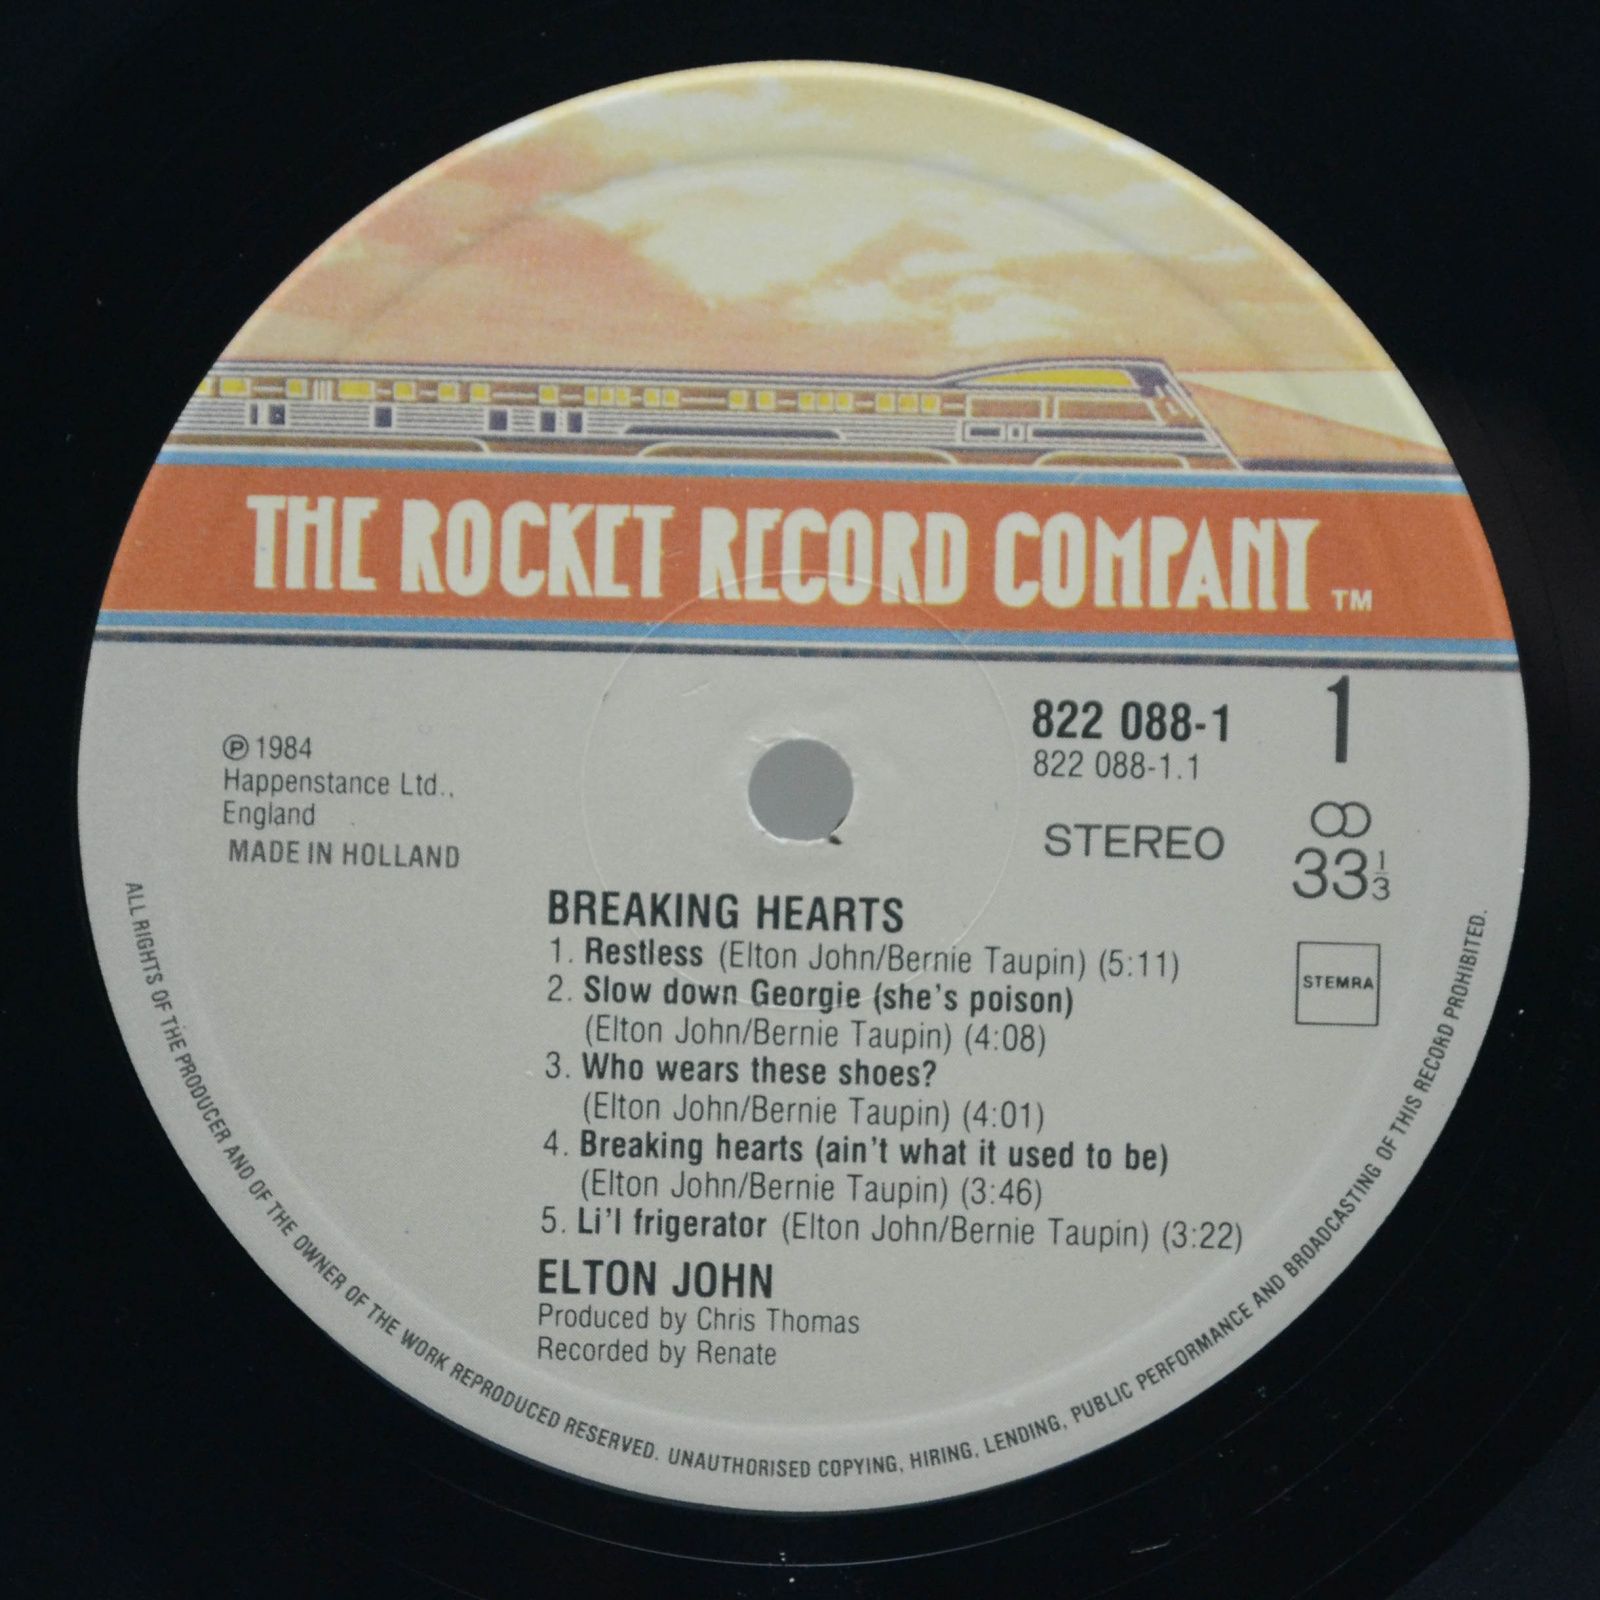 THE ROCKET RECORD COMPANY TM
822 088-1
822 088-1.1
1
℗ 1984
Happenstance Ltd..
England
MADE IN HOLLAND
STEREO
33 1/3
STEMRA
BREAKING HEARTS
1. Restless (Elton John/Bernie Taupin) (5:11)
2. Slow down Georgie (she's poison)
(Elton John/Bernie Taupin) (4:08)
3. Who wears these shoes?
(Elton John/Bernie Taupin) (4:01)
4. Breaking hearts (ain't what it used to be)
(Elton John/Bernie Taupin) (3:46)
5. Li'l frigerator (Elton John/Bernie Taupin) (3:22)
ELTON JOHN
Produced by Chris Thomas
Recorded by Renate
ALL RIGHTS OF THE PRODUCER AND OF THE OWNER OF THE WORK REPRODUCED RESERVED. UNAUTHORISED COPYING, HIRING, LENDING, PUBLIC PERFORMANCE AND BROADCASTING OF THIS RECORD PROHIBITED.